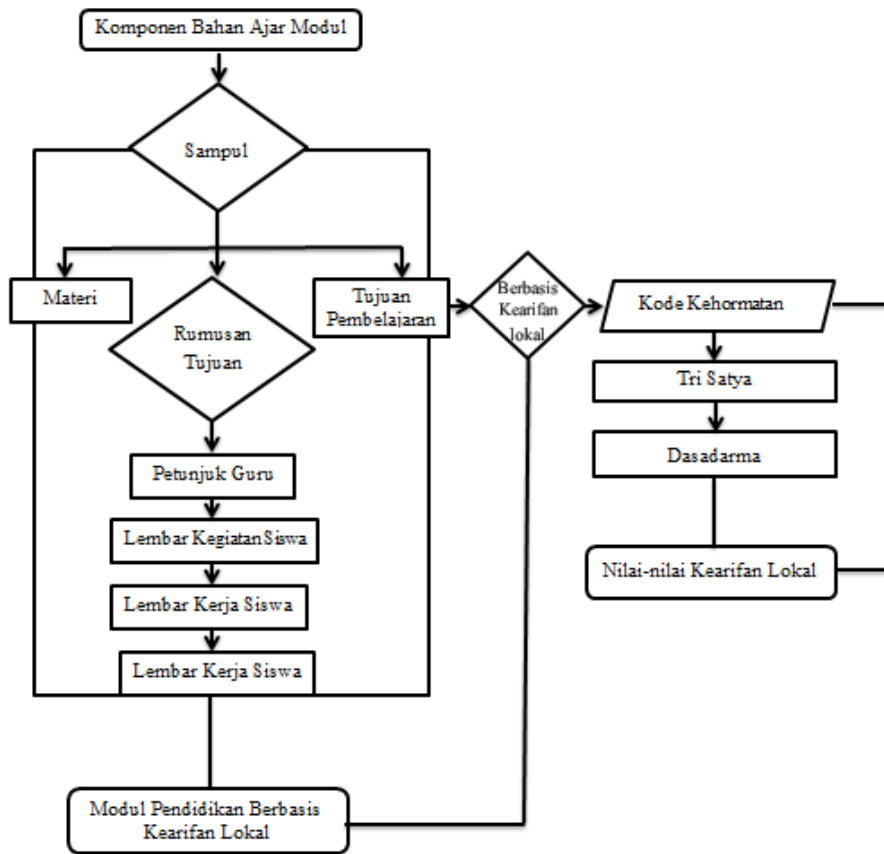 Komponen Bahan Ajar Modul
Sampul
Materi
Tujuan
Pembelajaran
Rumusan
Tujuan
Petunjuk Guru
Lembar Kegiatan Siswa
Lembar Kerja Siswa
Lembar Kerja Siswa
Modul Pendidikan Berbasis
Kearifan Lokal
Berbasis
Kearifan
lokal
Kode Kehormatan
Tri Satya
Dasadarma
Nilai-nilai Kearifan Lokal